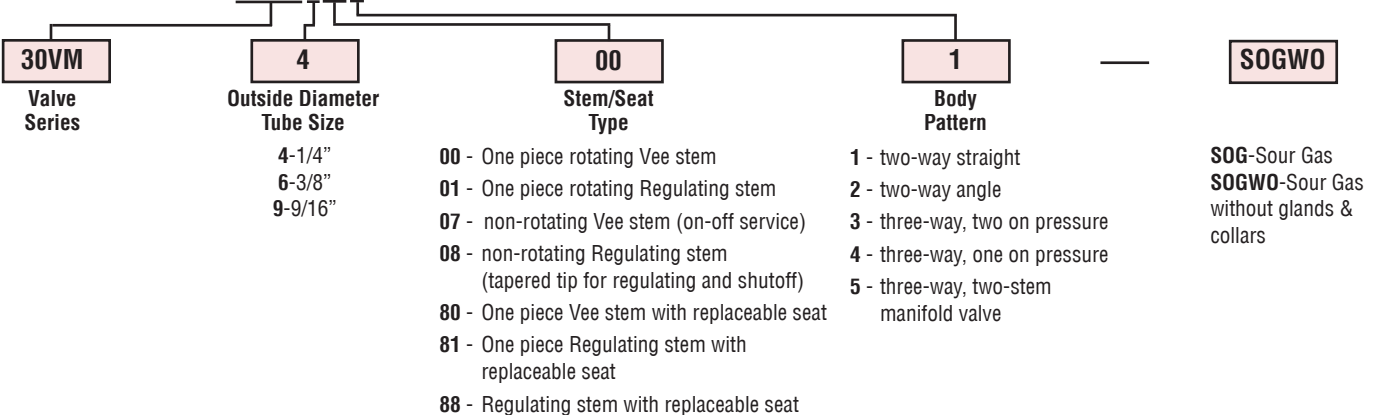 30VM
4
00
1
—
SOGWO
Valve
Series
Outside Diameter
Tube Size
4-1/4”
6-3/8”
9-9/16”
Stem/Seat
Type
00 - One piece rotating Vee stem
01 - One piece rotating Regulating stem
07 - non-rotating Vee stem (on-off service)
08 - non-rotating Regulating stem
(tapered tip for regulating and shutoff)
80 - One piece Vee stem with replaceable seat
81 - One piece Regulating stem with
replaceable seat
88 - Regulating stem with replaceable seat
Body
Pattern
1 - two-way straight
2 - two-way angle
3 - three-way, two on pressure
4 - three-way, one on pressure
5 - three-way, two-stem
manifold valve
SOG-Sour Gas
SOGWO-Sour Gas
without glands &
collars